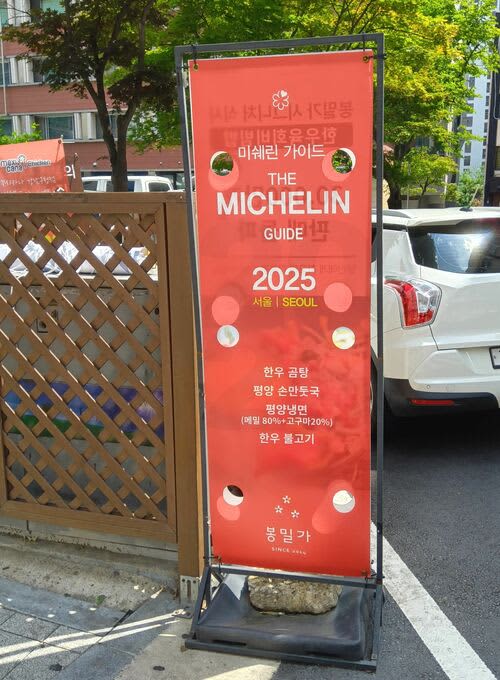 미쉐린 가이드
THE
MICHELIN
GUIDE
2025
서울 | SEOUL
한우 곰탕
평양 손만둣국
평양냉면
(메밀 80%+고구마20%)
한우 불고기
봉밀가
SINCE
Chicken